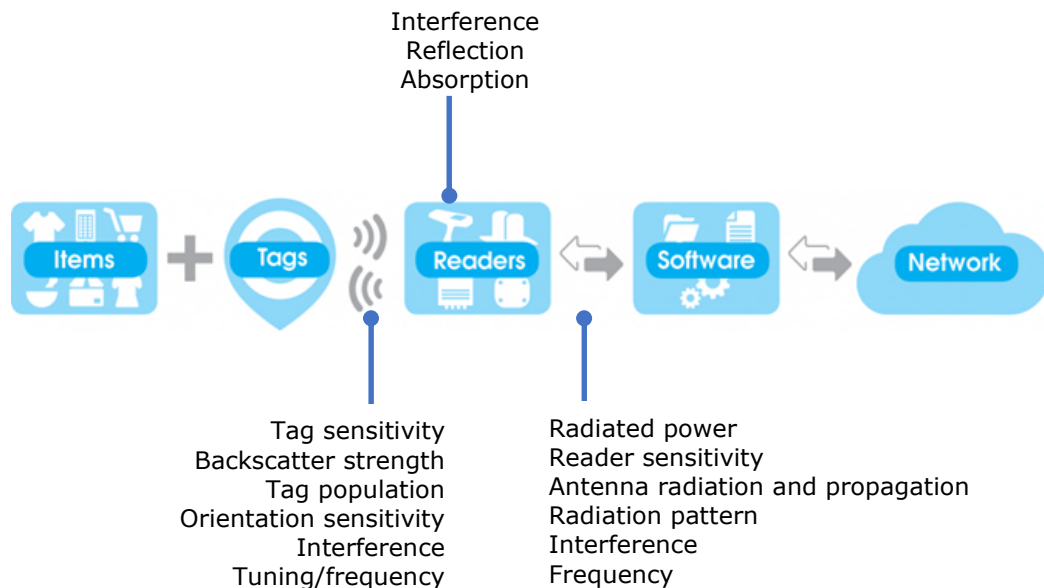 Interference
Reflection
Absorption
Items
Tags
Readers
Software
Network
Tag sensitivity
Backscatter strength
Tag population
Orientation sensitivity
Interference
Tuning/frequency
Radiated power
Reader sensitivity
Antenna radiation and propagation
Radiation pattern
Interference
Frequency